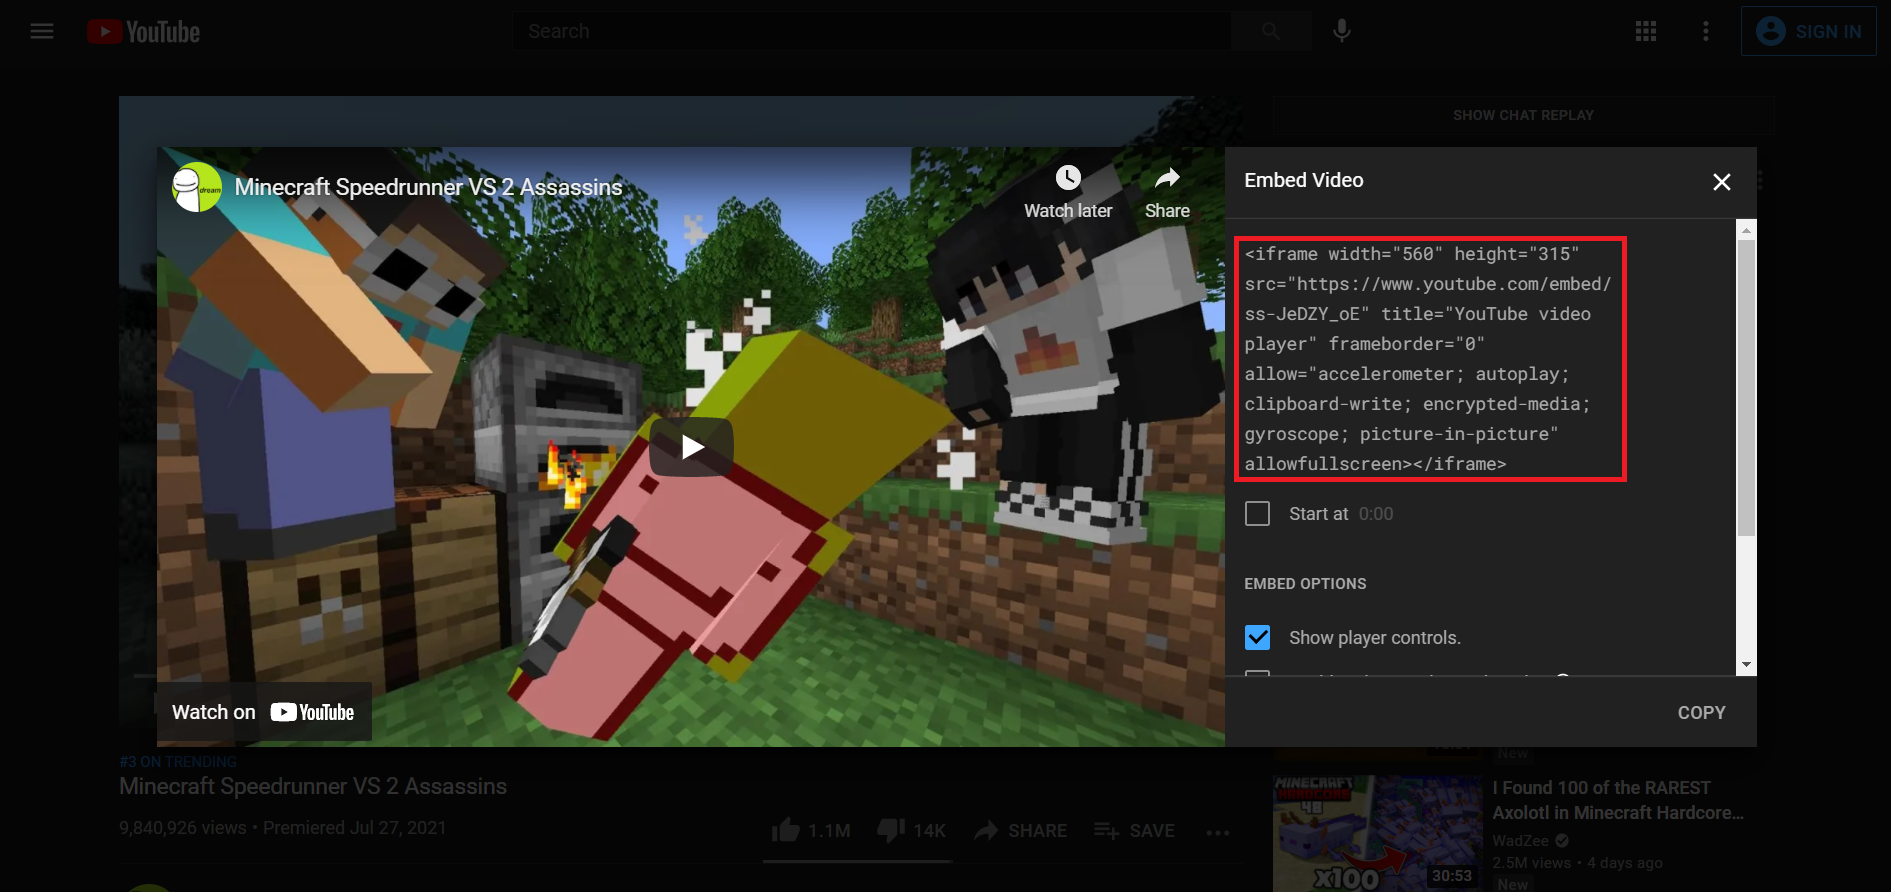 YouTube
Search
SIGN IN
SHOW CHAT REPLAY
dream
Minecraft Speedrunner VS 2 Assassins
Watch later
Share
Embed Video
<iframe width="560" height="315"
src="https://www.youtube.com/embed/
ss-JeDZY_oE" title="YouTube video
player" frameborder="0"
allow="accelerometer; autoplay;
clipboard-write; encrypted-media;
gyroscope; picture-in-picture"
allowfullscreen></iframe>
Start at 0:00
EMBED OPTIONS
Show player controls.
Watch on YouTube
COPY
#3 ON TRENDING
Minecraft Speedrunner VS 2 Assassins
9,840,926 views • Premiered Jul 27, 2021
1.1M
14K
SHARE
SAVE
New
MINECRAFT
HARDCORE
48
x100
30:53
I Found 100 of the RAREST
Axolotl in Minecraft Hardcore...
WadZee
2.5M views • 4 days ago
New